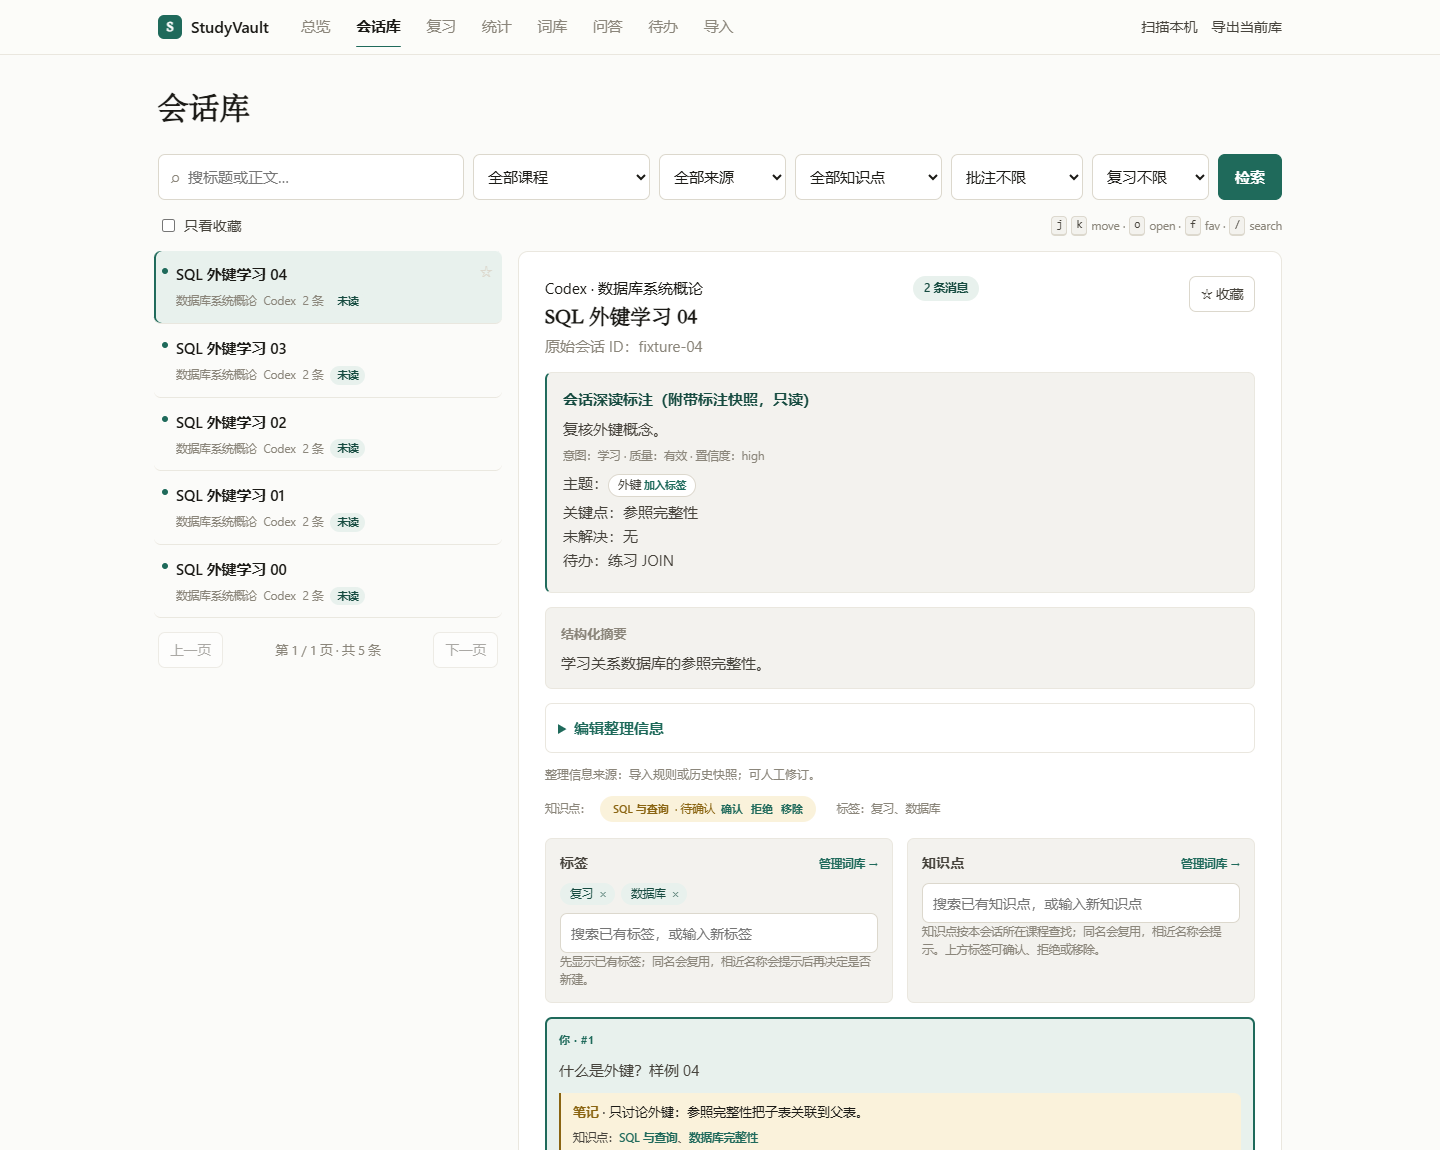 S StudyVault 总览 会话库 复习 统计 词库 问答 待办 导入 扫描本机 导出当前库
会话库
搜标题或正文... 全部课程 全部来源 全部知识点 批注不限 复习不限 检索
只看收藏 j k move · o open · f fav · / search
SQL 外键学习 04 ☆
数据库系统概论 Codex 2 条 未读
SQL 外键学习 03
数据库系统概论 Codex 2 条 未读
SQL 外键学习 02
数据库系统概论 Codex 2 条 未读
SQL 外键学习 01
数据库系统概论 Codex 2 条 未读
SQL 外键学习 00
数据库系统概论 Codex 2 条 未读
上一页 第 1 / 1 页 · 共 5 条 下一页
Codex · 数据库系统概论 2 条消息 ☆ 收藏
SQL 外键学习 04
原始会话 ID：fixture-04
会话深读标注（附带标注快照，只读）
复核外键概念。
意图：学习 · 质量：有效 · 置信度：high
主题： 外键 加入标签
关键点：参照完整性
未解决：无
待办：练习 JOIN
结构化摘要
学习关系数据库的参照完整性。
▶ 编辑整理信息
整理信息来源：导入规则或历史快照；可人工修订。
知识点： SQL 与查询 · 待确认 确认 拒绝 移除 标签：复习、数据库
标签 管理词库 →
复习 × 数据库 ×
搜索已有标签，或输入新标签
先显示已有标签；同名会复用，相近名称会提示后再决定是否
新建。
知识点 管理词库 →
搜索已有知识点，或输入新知识点
知识点按本会话所在课程查找；同名会复用，相近名称会提
示。上方标签可确认、拒绝或移除。
你 · #1
什么是外键？样例 04
笔记 · 只讨论外键：参照完整性把子表关联到父表。
知识点：SQL 与查询、数据库完整性